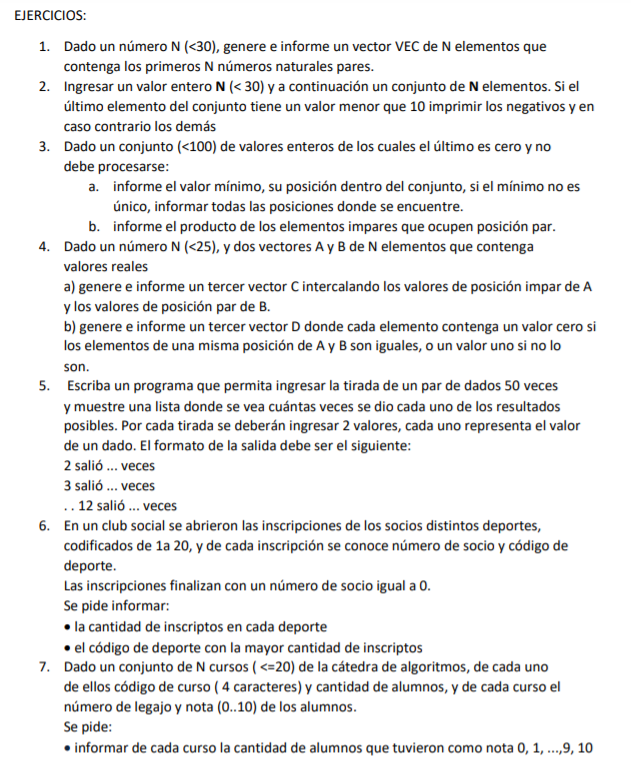 EJERCICIOS:
1. Dado un número N (<30), genere e informe un vector VEC de N elementos que
contenga los primeros N números naturales pares.
2. Ingresar un valor entero N (< 30) y a continuación un conjunto de N elementos. Si el
último elemento del conjunto tiene un valor menor que 10 imprimir los negativos y en
caso contrario los demás
3. Dado un conjunto (<100) de valores enteros de los cuales el último es cero y no
debe procesarse:
a. informe el valor mínimo, su posición dentro del conjunto, si el mínimo no es
único, informar todas las posiciones donde se encuentre.
b. informe el producto de los elementos impares que ocupen posición par.
4. Dado un número N (<25), y dos vectores A y B de N elementos que contenga
valores reales
a) genere e informe un tercer vector C intercalando los valores de posición impar de A
y los valores de posición par de B.
b) genere e informe un tercer vector D donde cada elemento contenga un valor cero si
los elementos de una misma posición de A y B son iguales, o un valor uno si no lo
son.
5. Escriba un programa que permita ingresar la tirada de un par de dados 50 veces
y muestre una lista donde se vea cuántas veces se dio cada uno de los resultados
posibles. Por cada tirada se deberán ingresar 2 valores, cada uno representa el valor
de un dado. El formato de la salida debe ser el siguiente:
2 salió ... veces
3 salió ... veces
. . 12 salió ... veces
6. En un club social se abrieron las inscripciones de los socios distintos deportes,
codificados de 1a 20, y de cada inscripción se conoce número de socio y código de
deporte.
Las inscripciones finalizan con un número de socio igual a 0.
Se pide informar:
• la cantidad de inscriptos en cada deporte
• el código de deporte con la mayor cantidad de inscriptos
7. Dado un conjunto de N cursos ( <=20) de la cátedra de algoritmos, de cada uno
de ellos código de curso ( 4 caracteres) y cantidad de alumnos, y de cada curso el
número de legajo y nota (0..10) de los alumnos.
Se pide:
• informar de cada curso la cantidad de alumnos que tuvieron como nota 0, 1, ...,9, 10